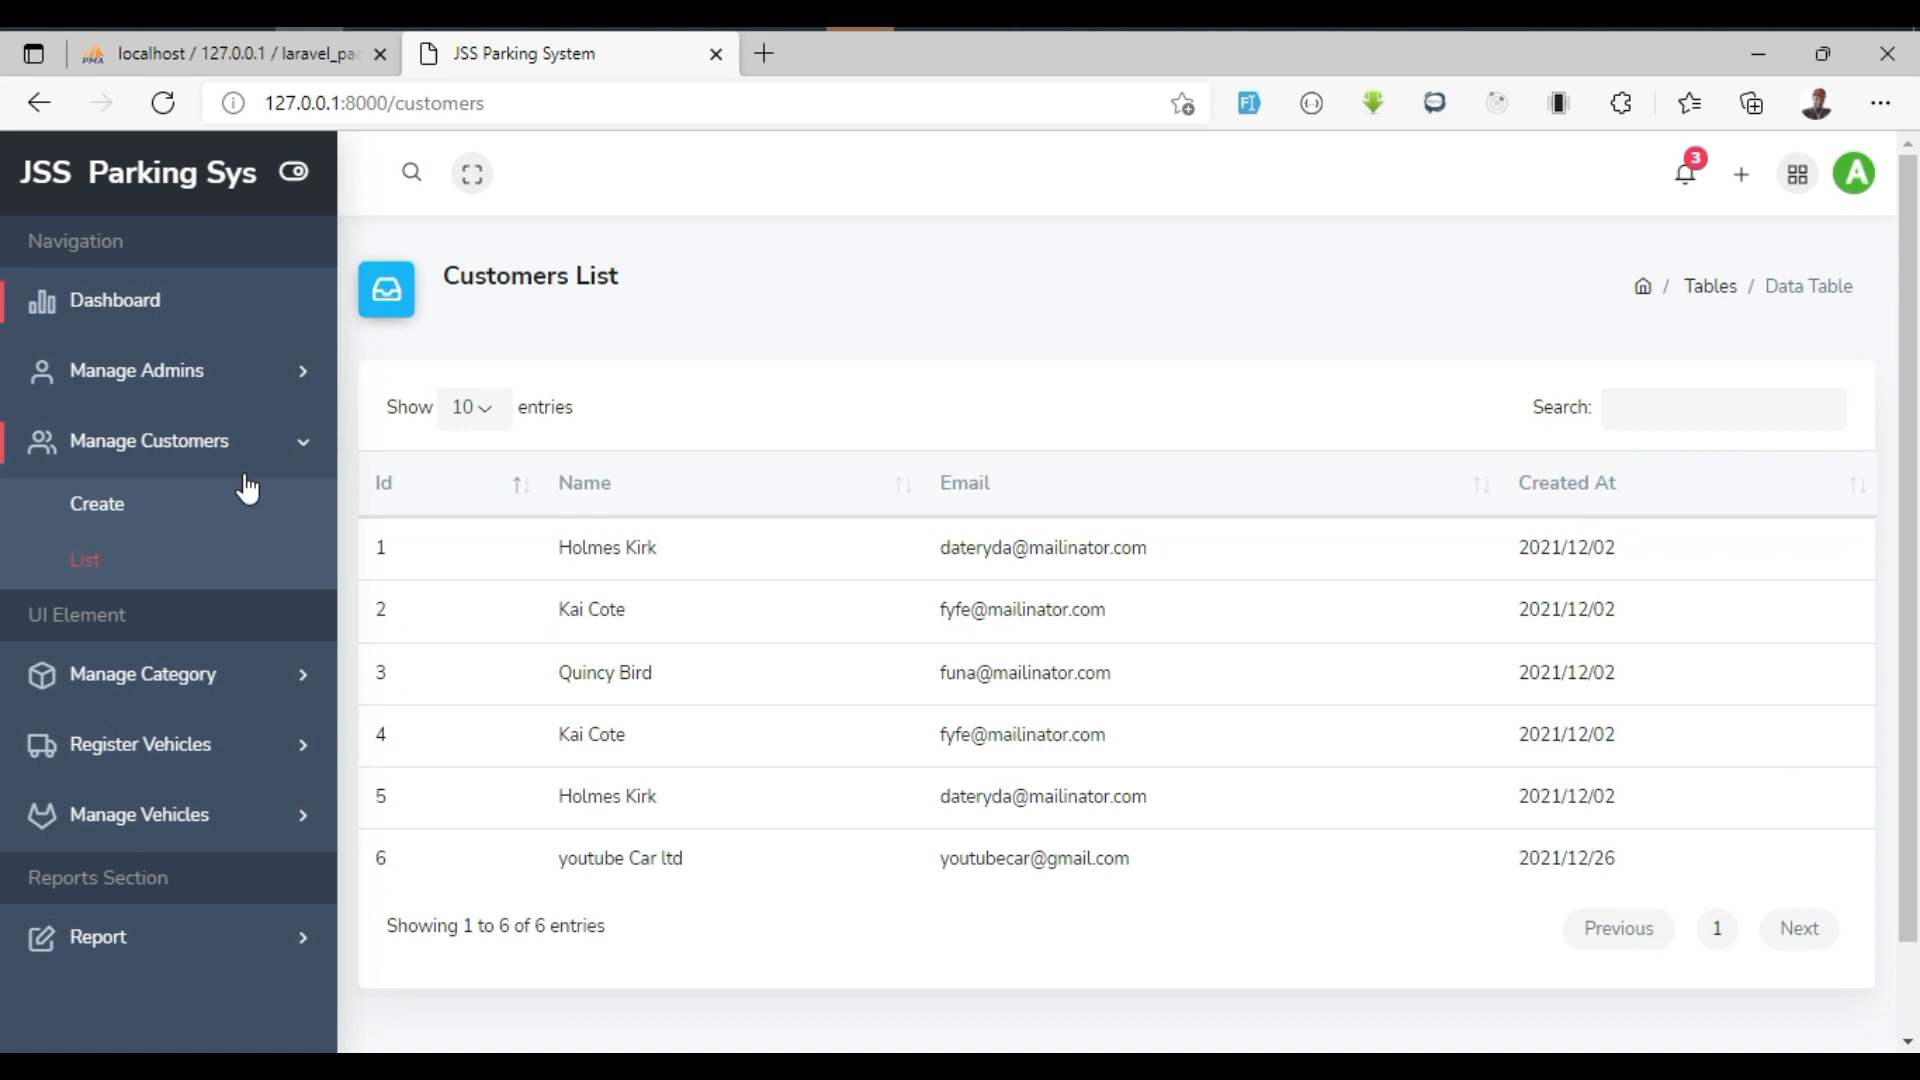 localhost / 127.0.0.1 / laravel_pac
JSS Parking System
127.0.0.1:8000/customers
JSS Parking Sys
3
A
Navigation
Dashboard
Manage Admins
Manage Customers
Create
List
UI Element
Manage Category
Register Vehicles
Manage Vehicles
Reports Section
Report
Customers List
/ Tables / Data Table
Show 10 entries
Search:
Id Name Email Created At
1 Holmes Kirk dateryda@mailinator.com 2021/12/02
2 Kai Cote fyfe@mailinator.com 2021/12/02
3 Quincy Bird funa@mailinator.com 2021/12/02
4 Kai Cote fyfe@mailinator.com 2021/12/02
5 Holmes Kirk dateryda@mailinator.com 2021/12/02
6 youtube Car ltd youtubecar@gmail.com 2021/12/26
Showing 1 to 6 of 6 entries
Previous 1 Next